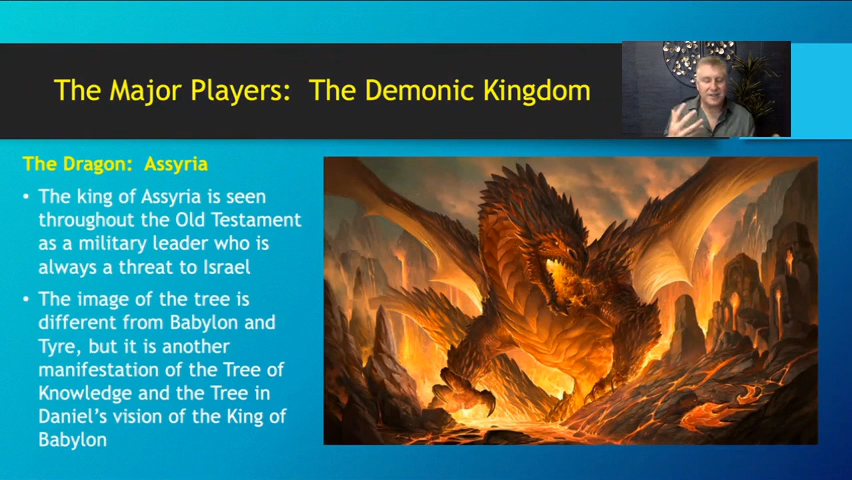 The Major Players:  The Demonic Kingdom
The Dragon:  Assyria
• The king of Assyria is seen
throughout the Old Testament
as a military leader who is
always a threat to Israel
• The image of the tree is
different from Babylon and
Tyre, but it is another
manifestation of the Tree of
Knowledge and the Tree in
Daniel’s vision of the King of
Babylon